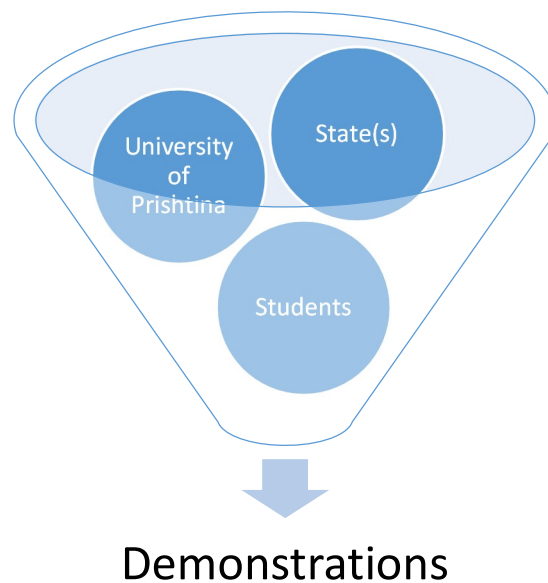 University
of
Prishtina
State(s)
Students
Demonstrations